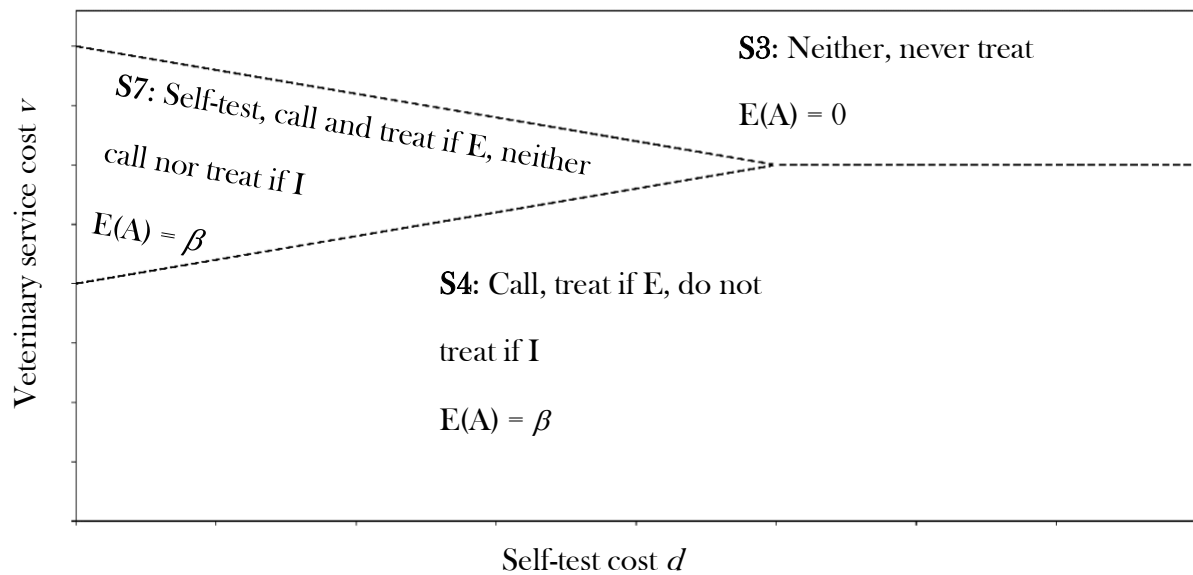 S3: Neither, never treat
E(A) = 0
S7: Self-test, call and treat if E, neither
call nor treat if I
E(A) = β
S4: Call, treat if E, do not
treat if I
E(A) = β
Veterinary service cost v
Self-test cost d